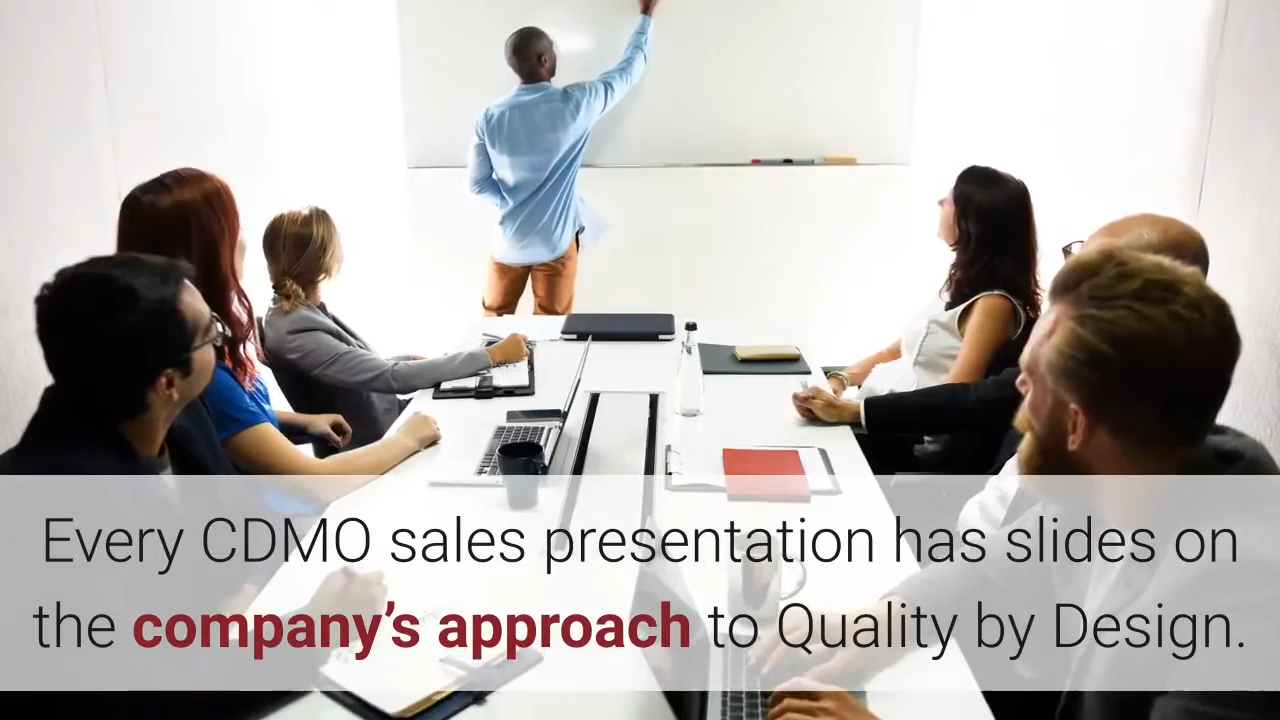 Every CDMO sales presentation has slides on
the company’s approach to Quality by Design.